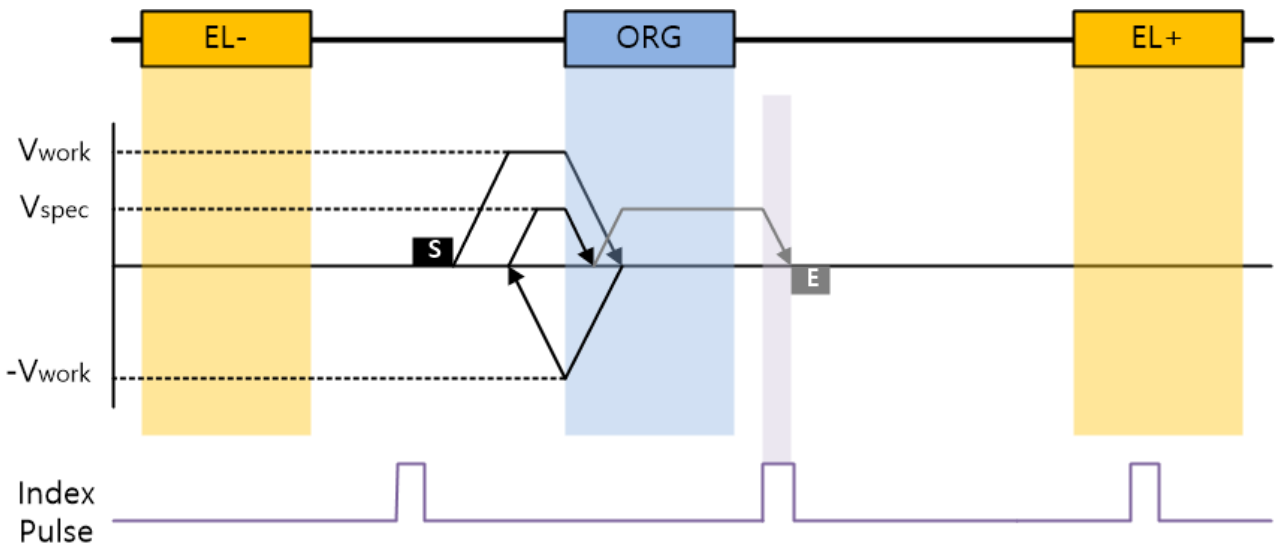 EL- ORG EL+
Vwork
Vspec
S
E
-Vwork
Index
Pulse